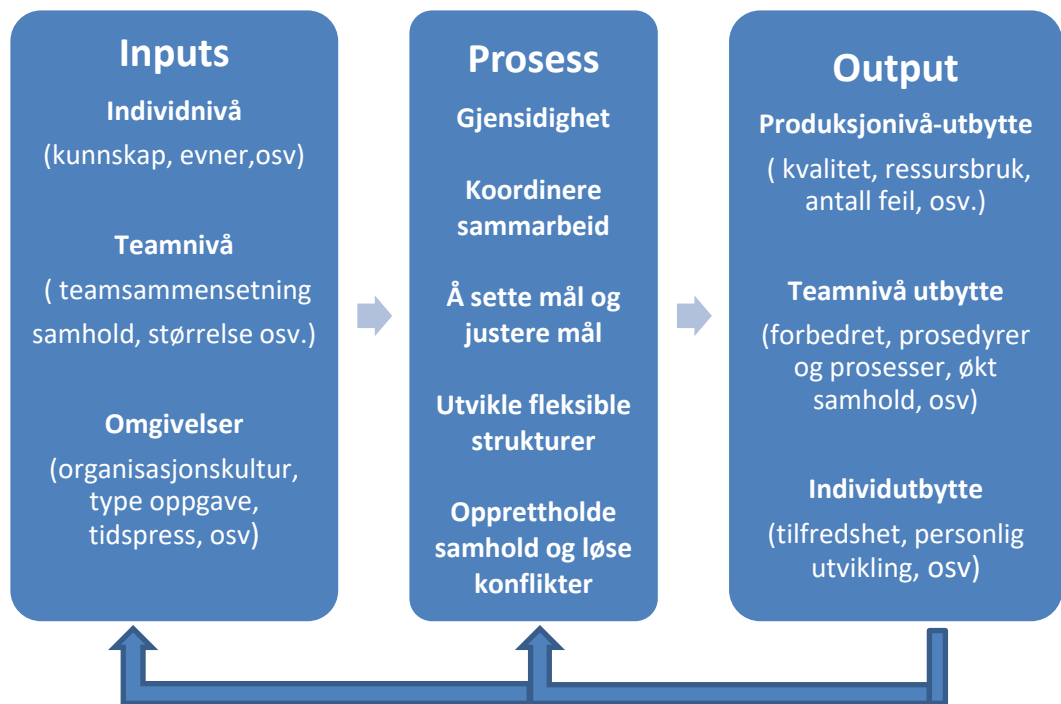 Inputs
Individnivå
(kunnskap, evner,osv)
Teamnivå
( teamsammensetning
samhold, størrelse osv.)
Omgivelser
(organisasjonskultur,
type oppgave,
tidspress, osv)
Prosess
Gjensidighet
Koordinere
sammarbeid
Å sette mål og
justere mål
Utvikle fleksible
strukturer
Opprettholde
samhold og løse
konflikter
Output
Produksjonivå-utbytte
( kvalitet, ressursbruk,
antall feil, osv.)
Teamnivå utbytte
(forbedret, prosedyrer
og prosesser, økt
samhold, osv)
Individutbytte
(tilfredshet, personlig
utvikling, osv)